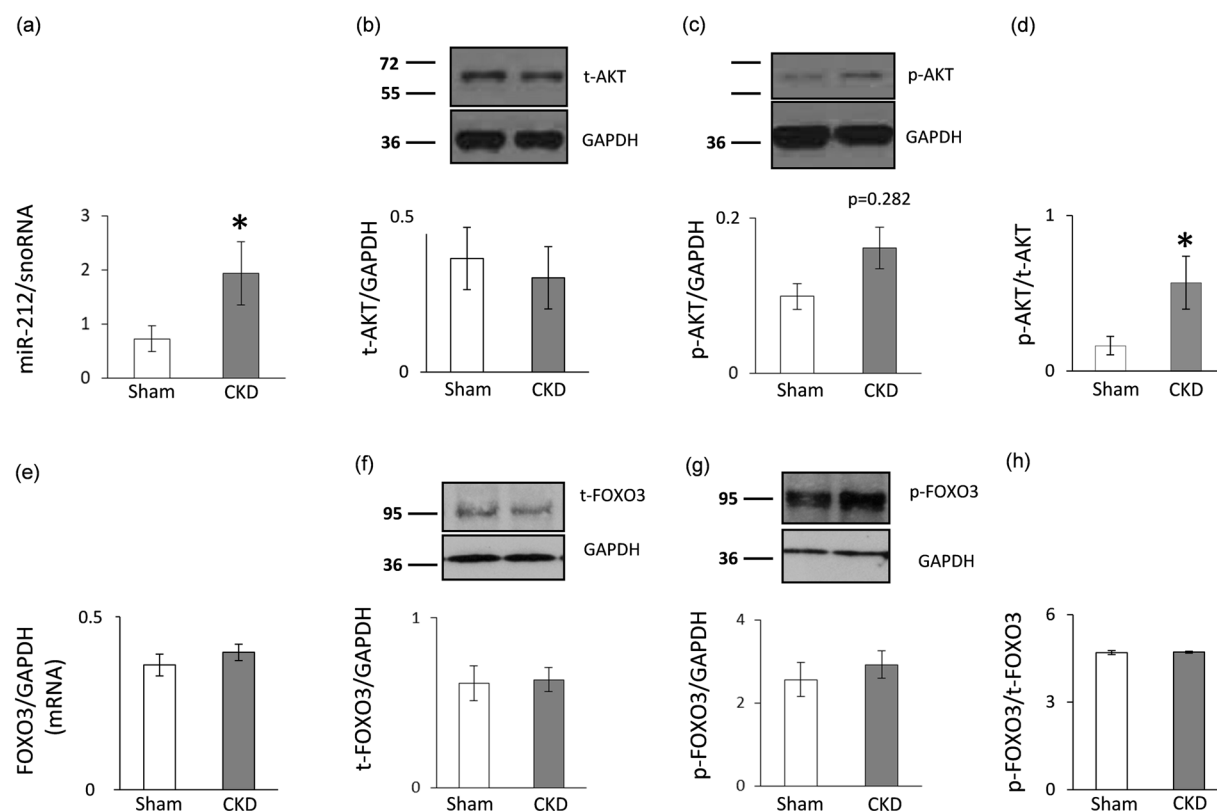 (a)
(b)
(c)
(d)
72
55
36
t-AKT
GAPDH
36
p-AKT
GAPDH
miR-212/snoRNA
3
2
1
0
*
Sham CKD
t-AKT/GAPDH
0.5
0
Sham CKD
p-AKT/GAPDH
0.2
0
p=0.282
Sham CKD
p-AKT/t-AKT
1
0
*
Sham CKD
(e)
(f)
(g)
(h)
95
36
t-FOXO3
GAPDH
95
36
p-FOXO3
GAPDH
FOXO3/GAPDH
(mRNA)
0.5
0
Sham CKD
t-FOXO3/GAPDH
1
0
Sham CKD
p-FOXO3/GAPDH
4
2
0
Sham CKD
p-FOXO3/t-FOXO3
6
3
0
Sham CKD